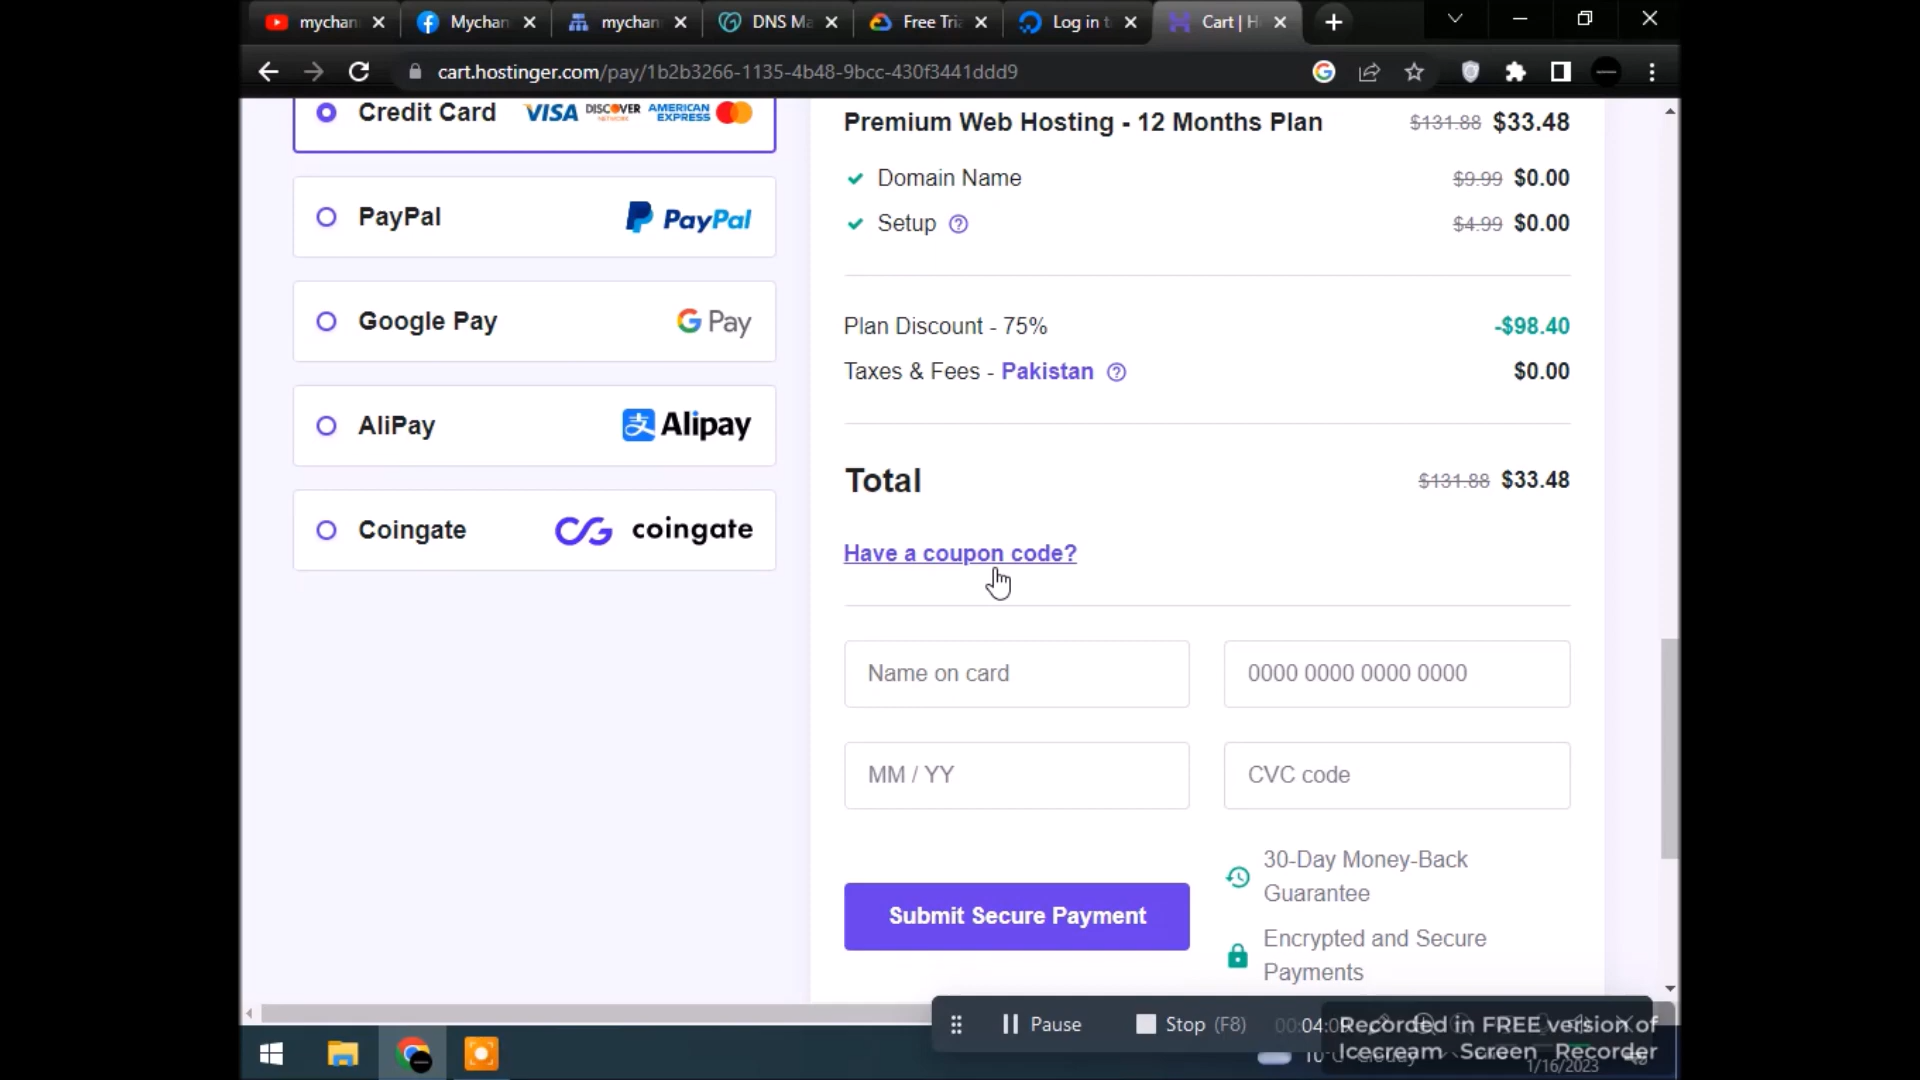 mychan
Mychan
mychan
DNS Ma
Free Tri
Log in t
Cart | H
cart.hostinger.com/pay/1b2b3266-1135-4b48-9bcc-430f3441ddd9
Credit Card VISA DISCOVER NETWORK AMERICAN EXPRESS
PayPal PayPal
Google Pay G Pay
AliPay 支 Alipay
Coingate CG coingate
Premium Web Hosting - 12 Months Plan $131.88 $33.48
Domain Name $9.99 $0.00
Setup $4.99 $0.00
Plan Discount - 75% -$98.40
Taxes & Fees - Pakistan $0.00
Total $131.88 $33.48
Have a coupon code?
Name on card 0000 0000 0000 0000
MM / YY CVC code
30-Day Money-Back
Guarantee
Submit Secure Payment
Encrypted and Secure
Payments
Pause Stop (F8)
Recorded in FREE version of
Icecream Screen Recorder
1/16/2023